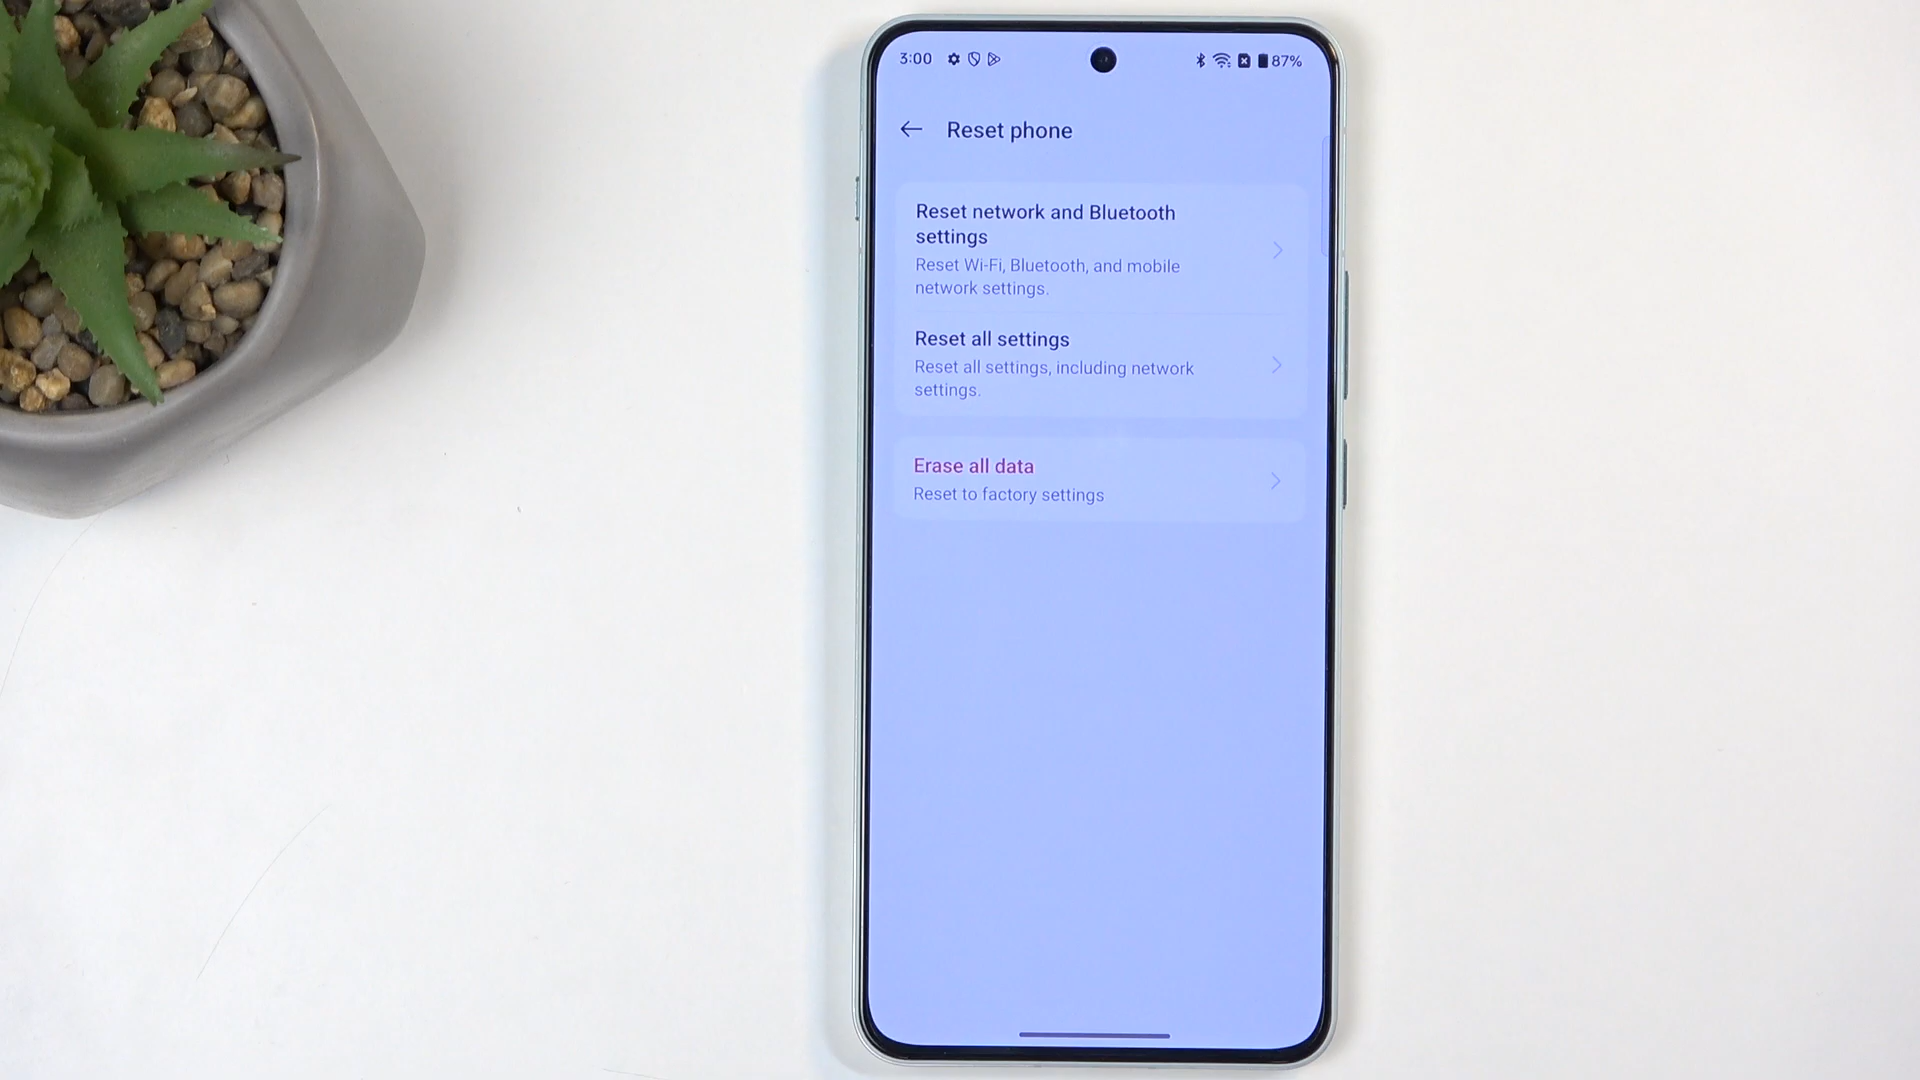 3:00
87%
Reset phone
Reset network and Bluetooth
settings
Reset Wi-Fi, Bluetooth, and mobile
network settings.
Reset all settings
Reset all settings, including network
settings.
Erase all data
Reset to factory settings